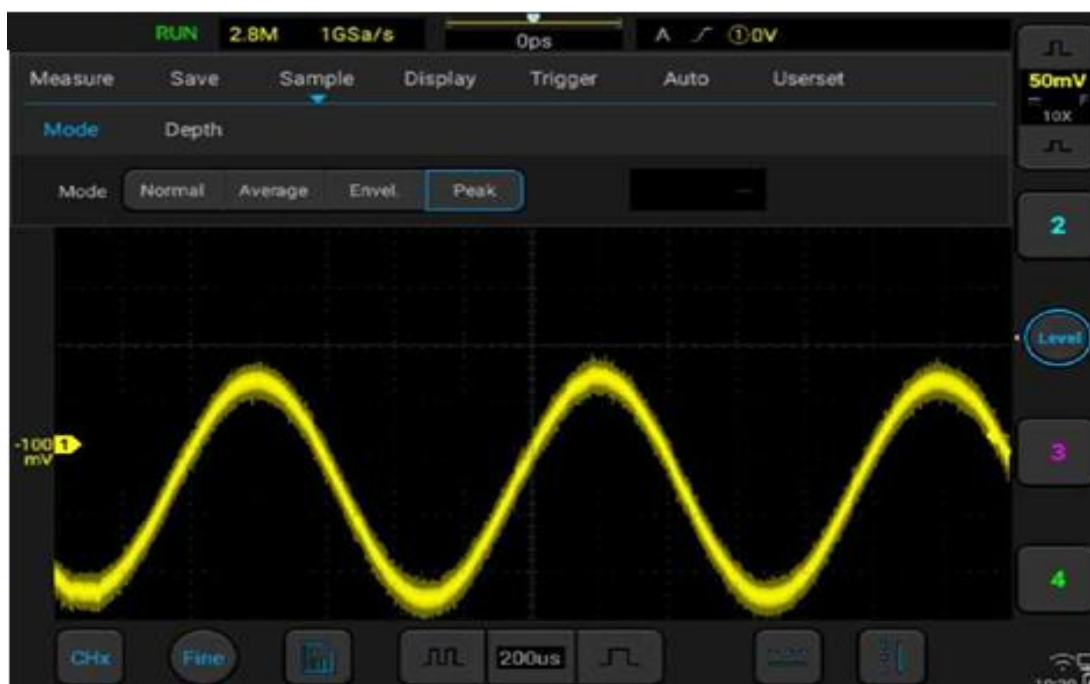 RUN 2.8M 1GSa/s 0ps A ①0V
Measure Save Sample Display Trigger Auto Userset
50mV
10X
Mode Depth
Mode Normal Average Envel. Peak
2
Level
-100 1
mV
3
4
CHx Fine 200us